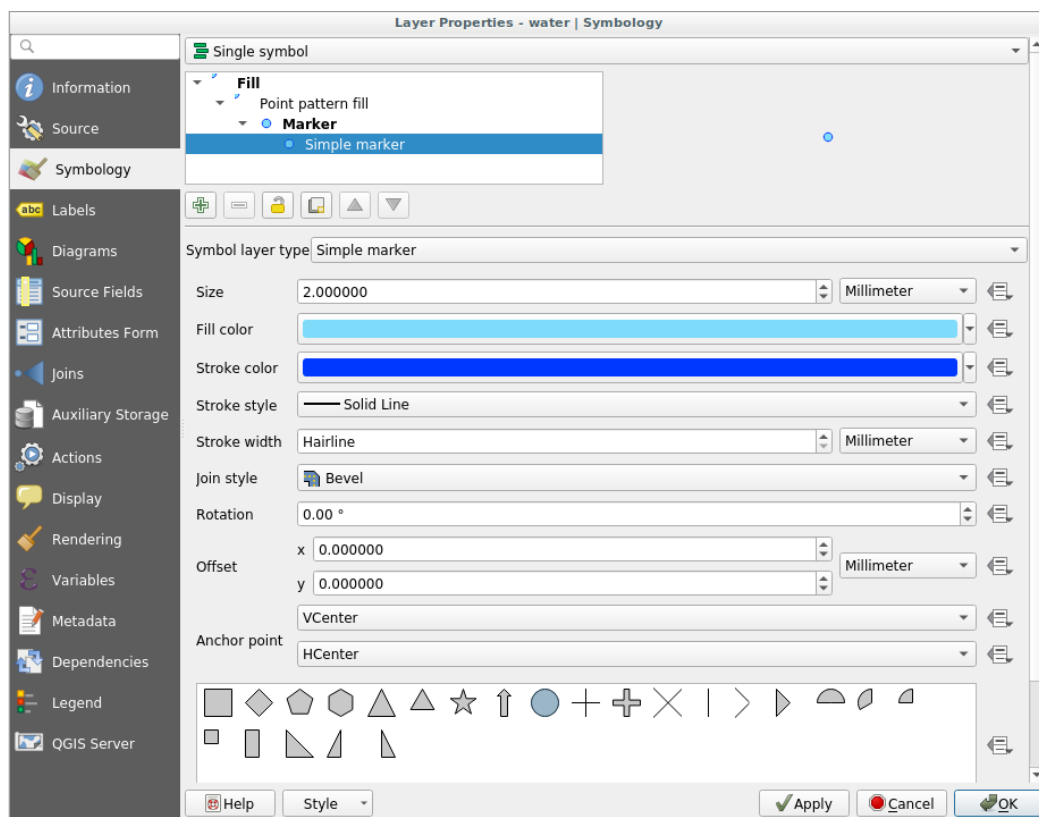 Layer Properties - water | Symbology
Information
Source
Symbology
abc Labels
Diagrams
Source Fields
Attributes Form
Joins
Auxiliary Storage
Actions
Display
Rendering
Variables
Metadata
Dependencies
Legend
QGIS Server
Single symbol
Fill
Point pattern fill
Marker
Simple marker
Symbol layer type Simple marker
Size 2.000000 Millimeter
Fill color
Stroke color
Stroke style Solid Line
Stroke width Hairline Millimeter
Join style Bevel
Rotation 0.00 °
Offset x 0.000000 Millimeter
y 0.000000
Anchor point VCenter
HCenter
Help Style Apply Cancel OK